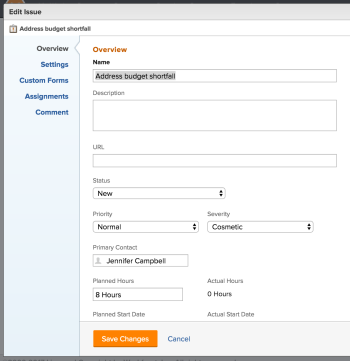 Edit Issue
Address budget shortfall
Overview
Settings
Custom Forms
Assignments
Comment
Overview
Name
Address budget shortfall
Description
URL
Status
New
Priority
Severity
Normal
Cosmetic
Primary Contact
Jennifer Campbell
Planned Hours
Actual Hours
8 Hours
0 Hours
Planned Start Date
Actual Start Date
Save Changes
Cancel